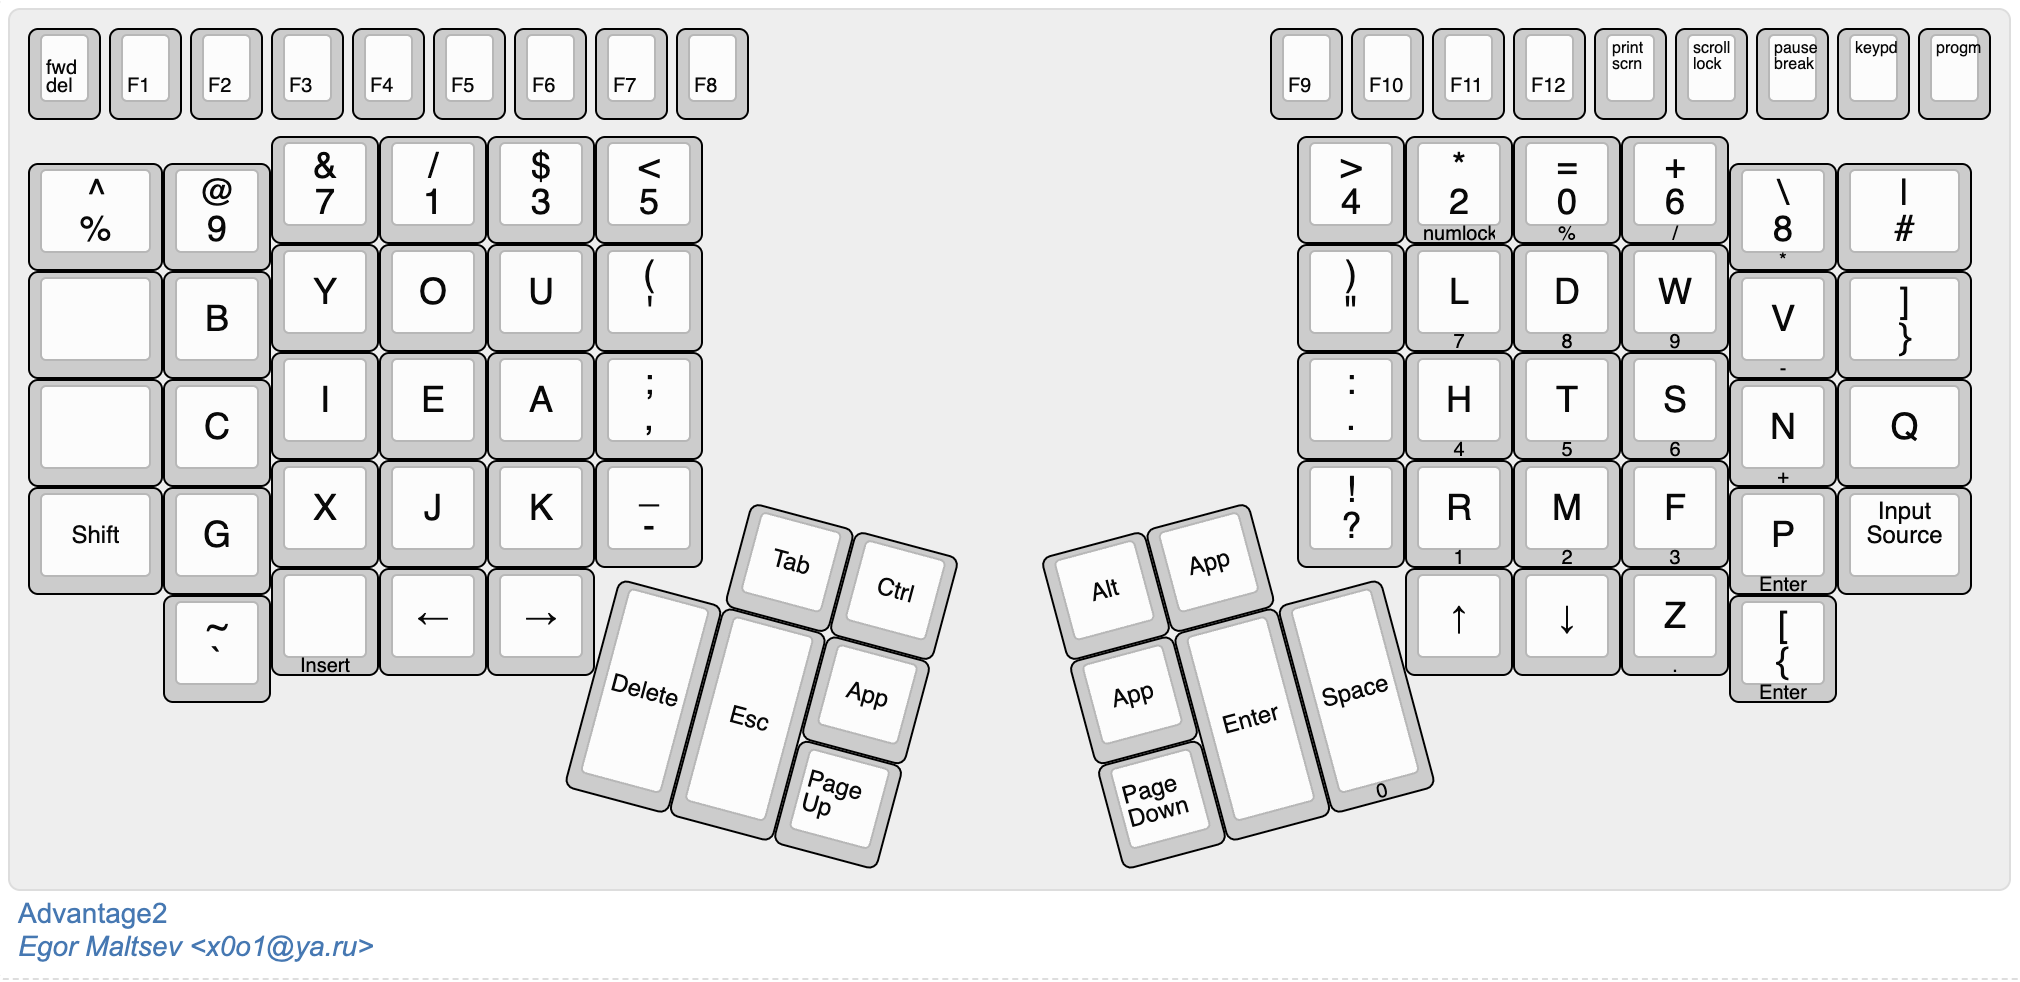 fwd
del
F1
F2
F3
F4
F5
F6
F7
F8
F9
F10
F11
F12
print
scrn
scroll
lock
pause
break
keypd
progm
^
%
@
9
&
7
/
1
$
3
<
5
>
4
*
2
numlock
=
0
%
+
6
/
\
8
*
|
#
B
Y
O
U
(
'
)
"
L
7
D
8
W
9
V
-
]
}
C
I
E
A
;
,
:
.
H
4
T
5
S
6
N
+
Q
Shift
G
X
J
K
_
-
!
?
R
1
M
2
F
3
P
Enter
Input
Source
~
`
Insert
←
→
↑
↓
Z
.
[
{
Enter
Tab
Ctrl
Delete
Esc
App
Page
Up
Alt
App
App
Enter
Space
0
Page
Down
Advantage2
Egor Maltsev <x0o1@ya.ru>